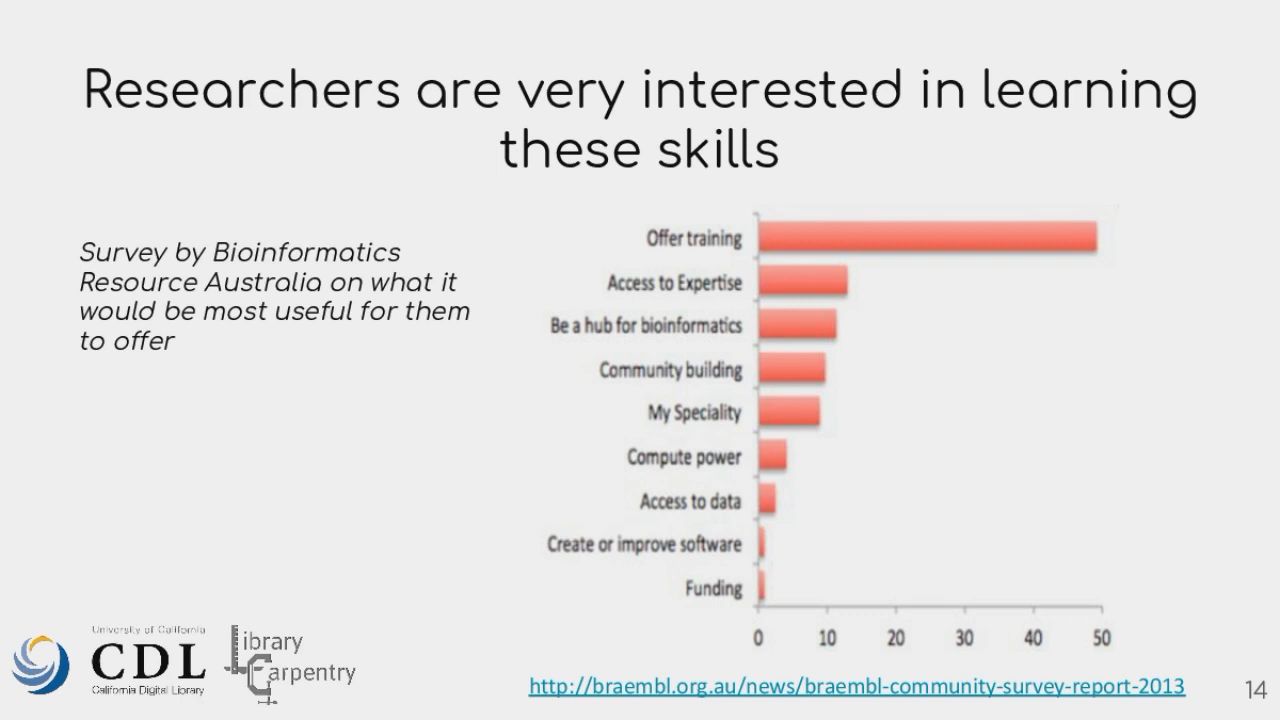 Researchers are very interested in learning
these skills
Survey by Bioinformatics
Resource Australia on what it
would be most useful for them
to offer
Offer training
Access to Expertise
Be a hub for bioinformatics
Community building
My Speciality
Compute power
Access to data
Create or improve software
Funding
0 10 20 30 40 50
University of California
CDL
California Digital Library
Library
Carpentry
http://braembl.org.au/news/braembl-community-survey-report-2013
14